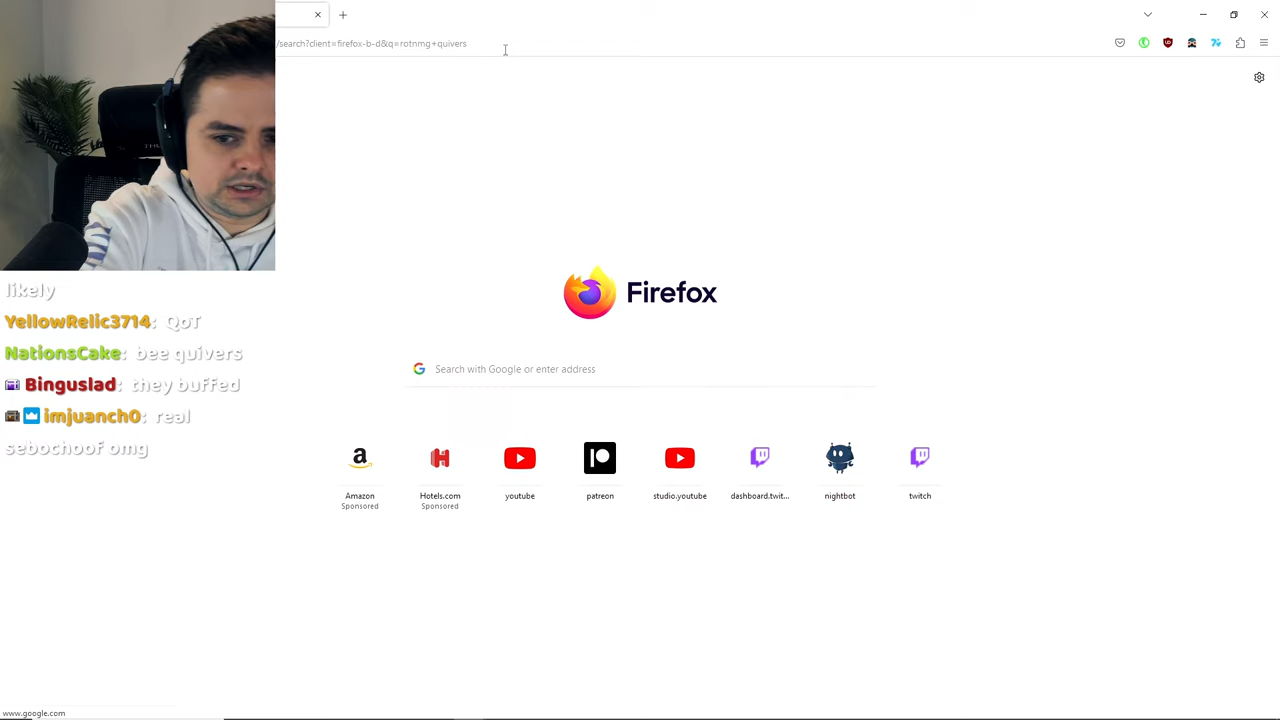 /search?client=firefox-b-d&q=rotnmg+quivers
Firefox
Search with Google or enter address
likely
YellowRelic3714: QoT
NationsCake: bee quivers
Binguslad: they buffed
imjuanch0: real
sebochoof omg
Amazon
Sponsored
Hotels.com
Sponsored
youtube
patreon
studio.youtube
dashboard.twit...
nightbot
twitch
www.google.com